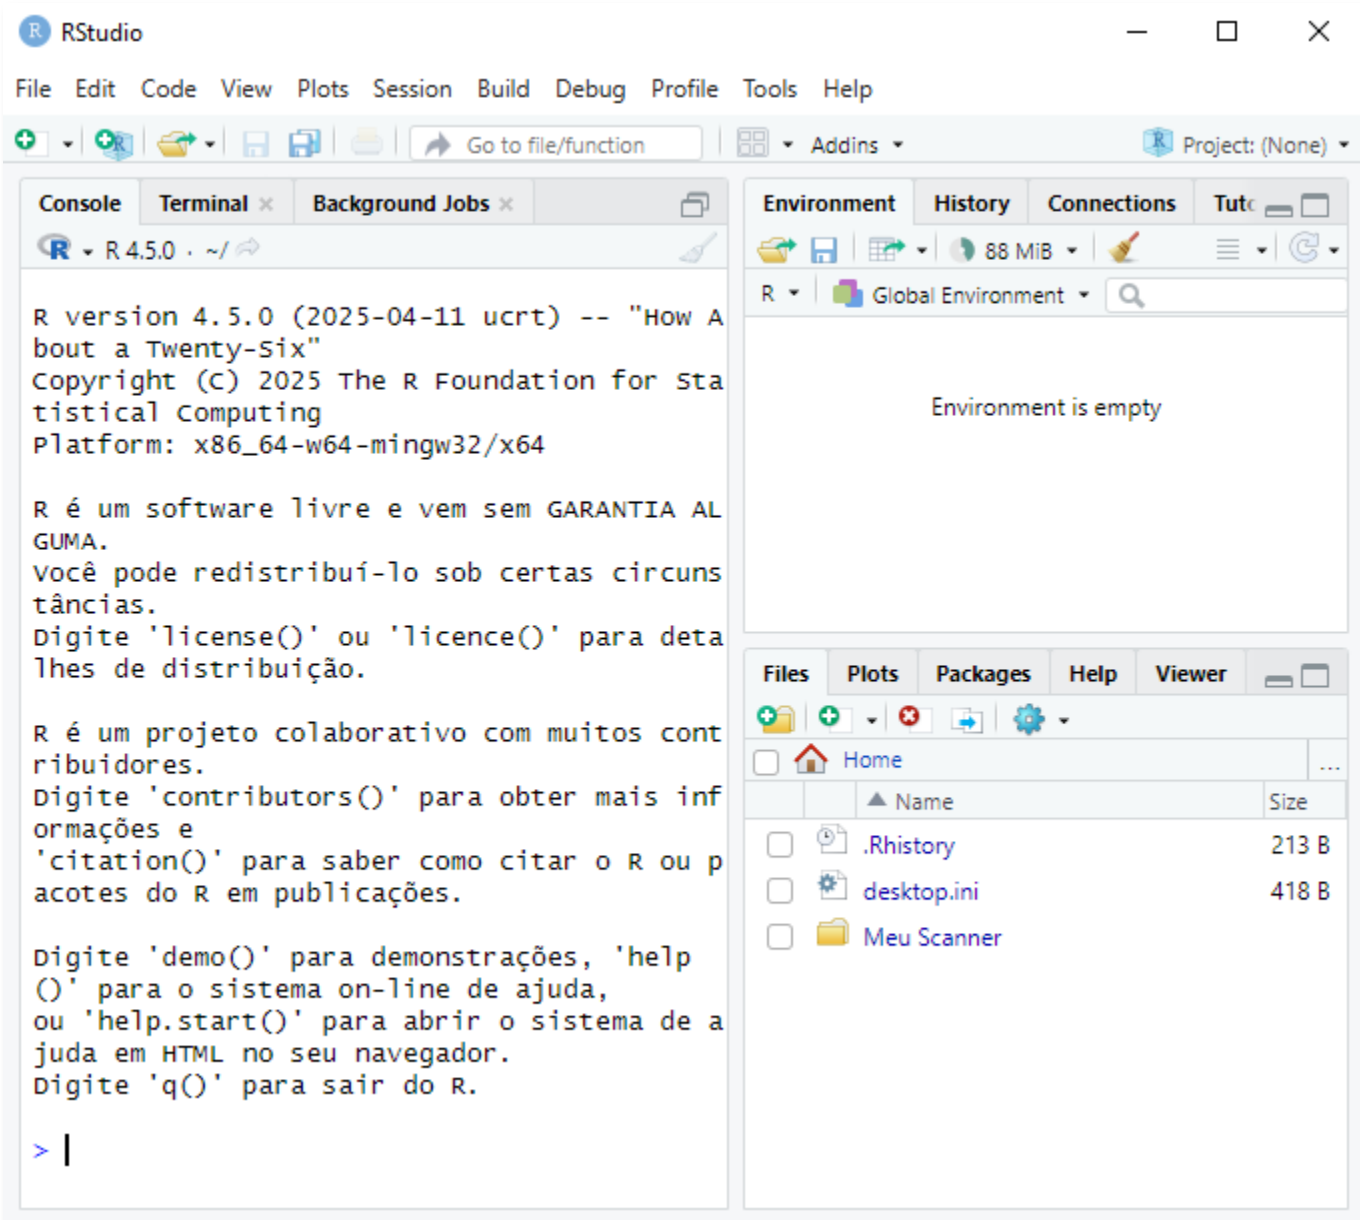 RStudio
File Edit Code View Plots Session Build Debug Profile Tools Help
Go to file/function Addins Project: (None)
Console Terminal Background Jobs
R 4.5.0 · ~/
R version 4.5.0 (2025-04-11 ucrt) -- "How A
bout a Twenty-Six"
Copyright (C) 2025 The R Foundation for Sta
tistical Computing
Platform: x86_64-w64-mingw32/x64
R é um software livre e vem sem GARANTIA AL
GUMA.
Você pode redistribuí-lo sob certas circuns
tâncias.
Digite 'license()' ou 'licence()' para deta
lhes de distribuição.
R é um projeto colaborativo com muitos cont
ribuidores.
Digite 'contributors()' para obter mais inf
ormações e
'citation()' para saber como citar o R ou p
acotes do R em publicações.
Digite 'demo()' para demonstrações, 'help
()' para o sistema on-line de ajuda,
ou 'help.start()' para abrir o sistema de a
juda em HTML no seu navegador.
Digite 'q()' para sair do R.
>
Environment History Connections Tuto
88 MiB
R Global Environment
Environment is empty
Files Plots Packages Help Viewer
Home ...
Name Size
.Rhistory 213 B
desktop.ini 418 B
Meu Scanner